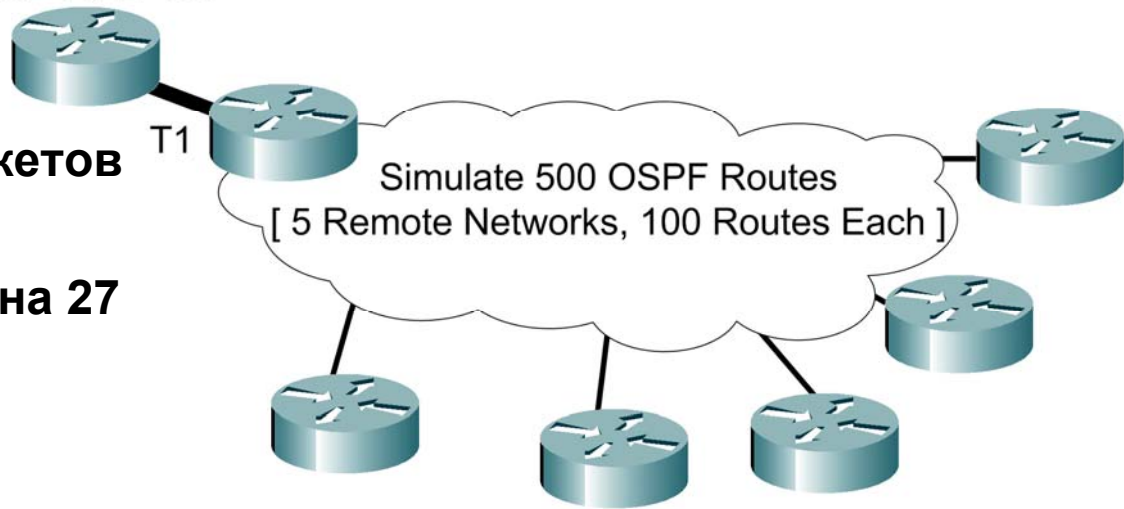 кетов
T1
Simulate 500 OSPF Routes
[ 5 Remote Networks, 100 Routes Each ]
на 27